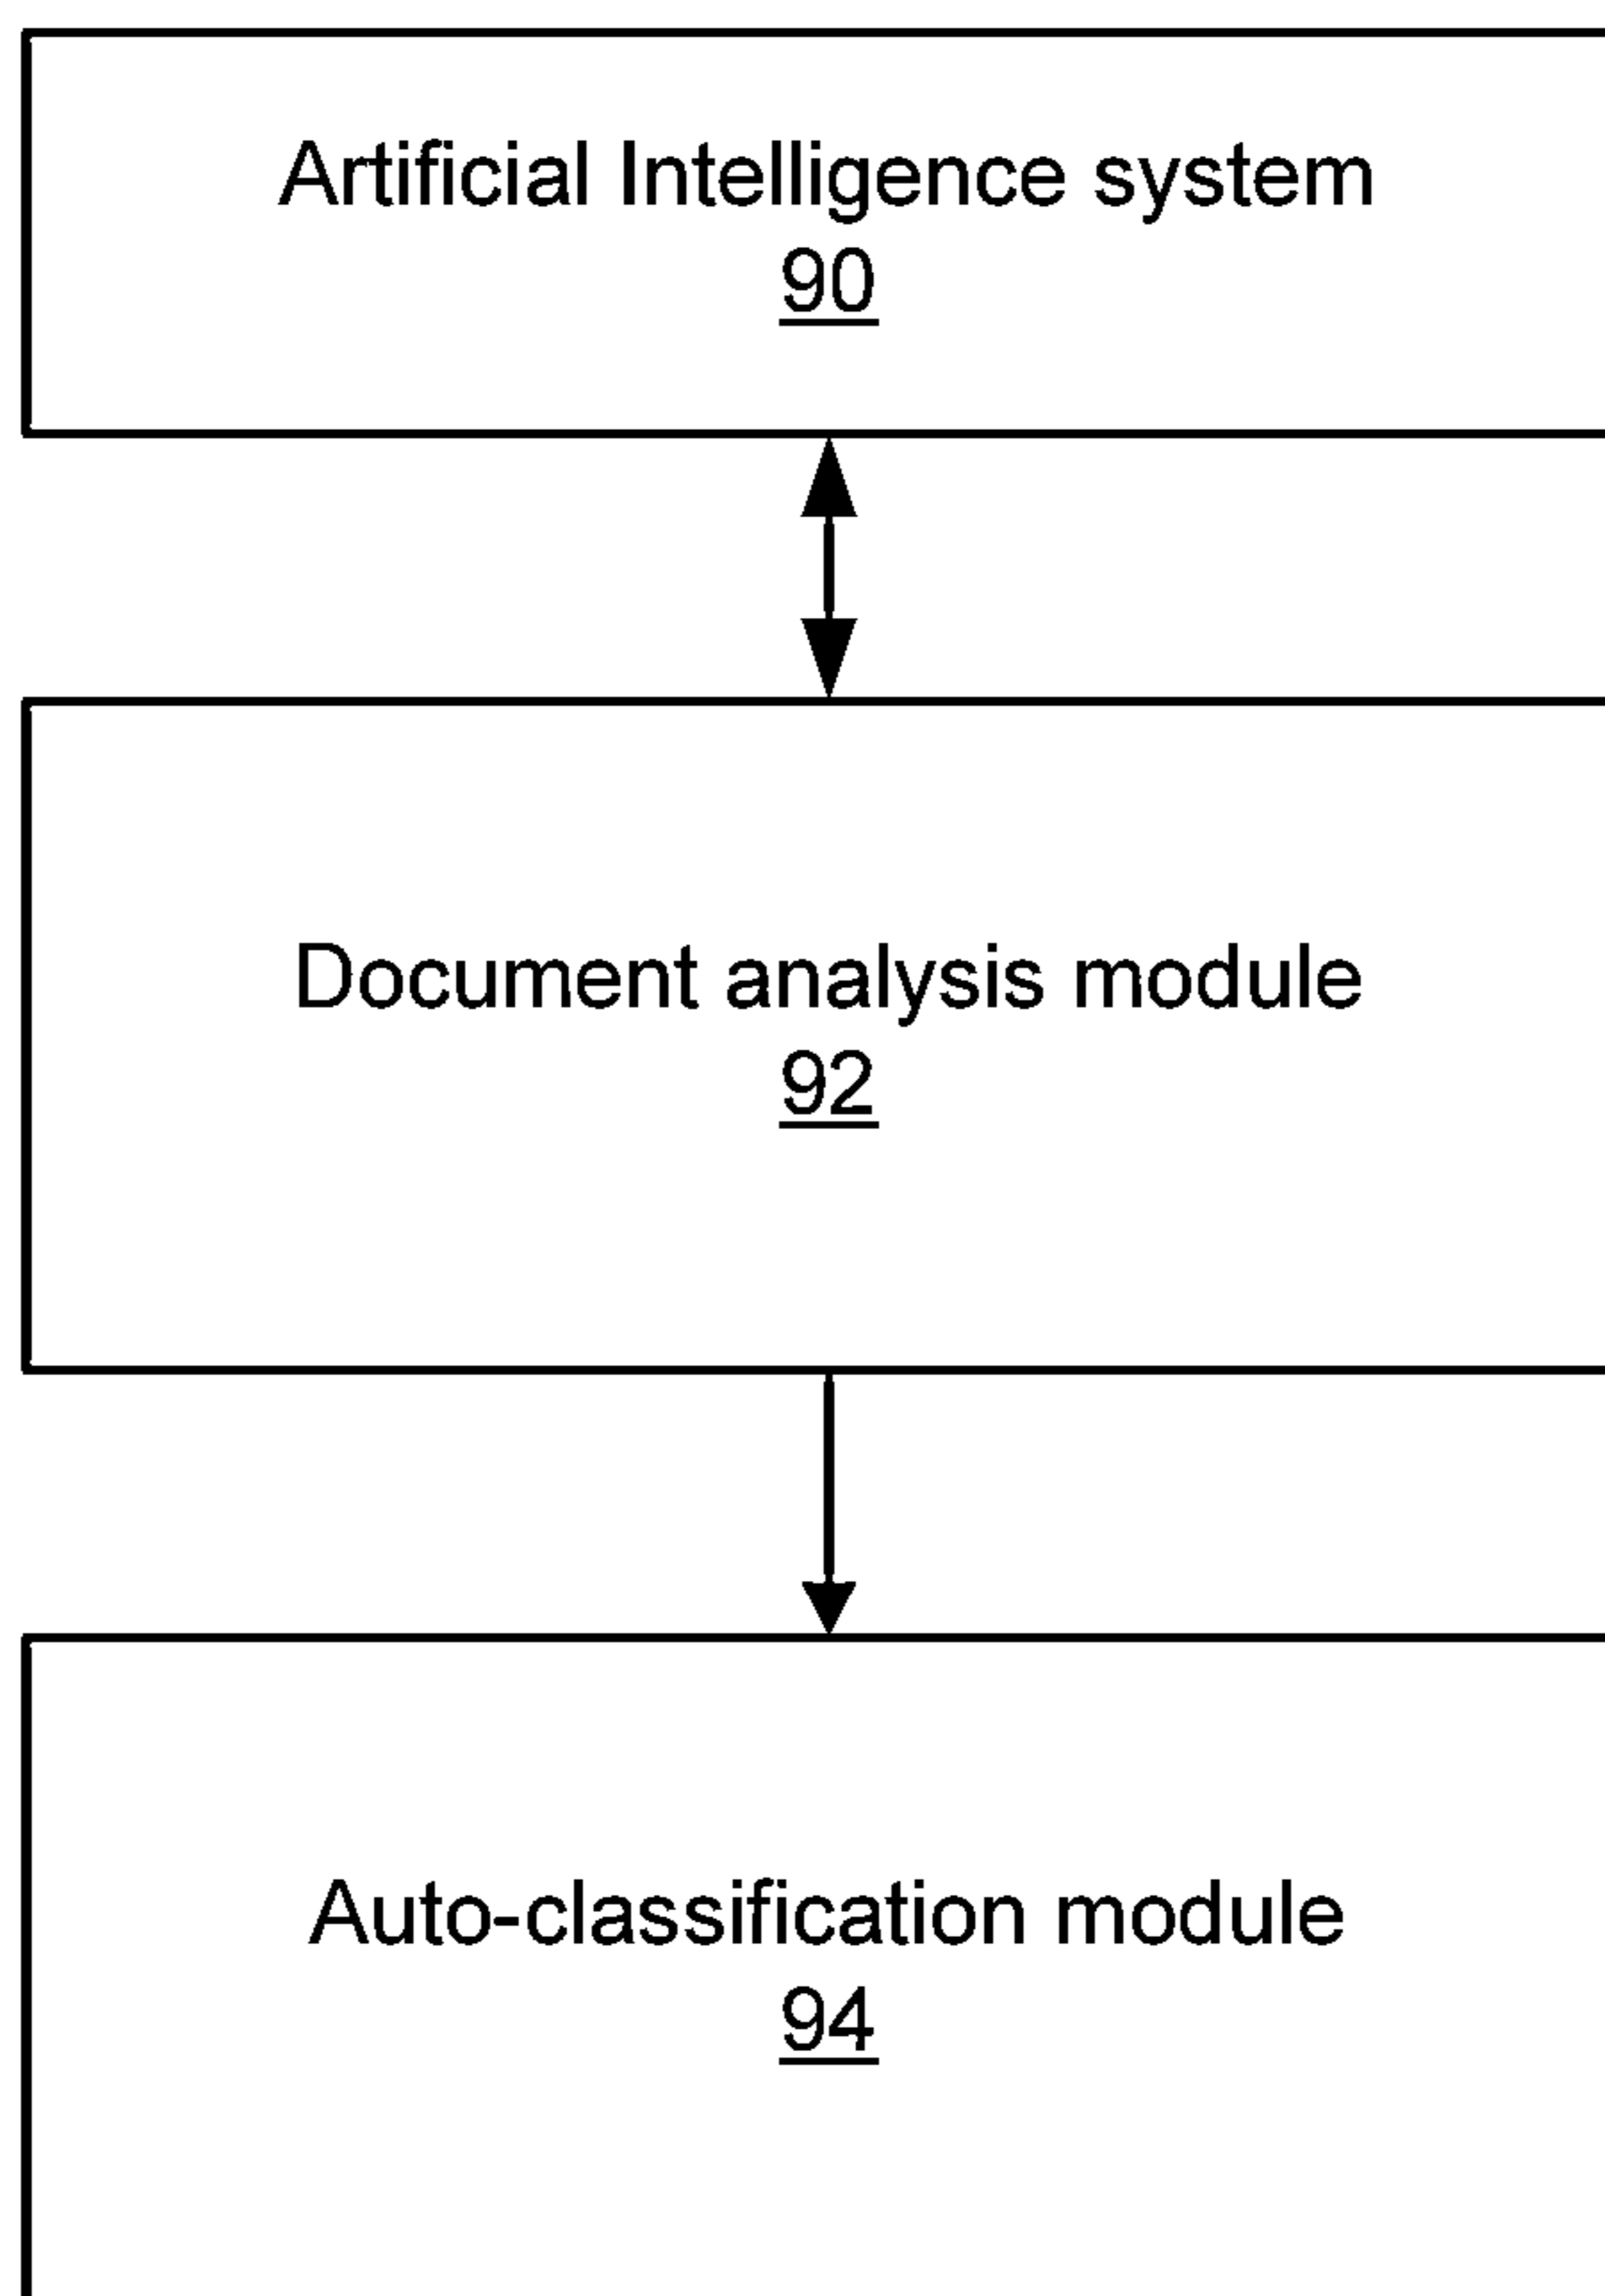 Artificial Intelligence system
90
Document analysis module
92
Auto-classification module
94